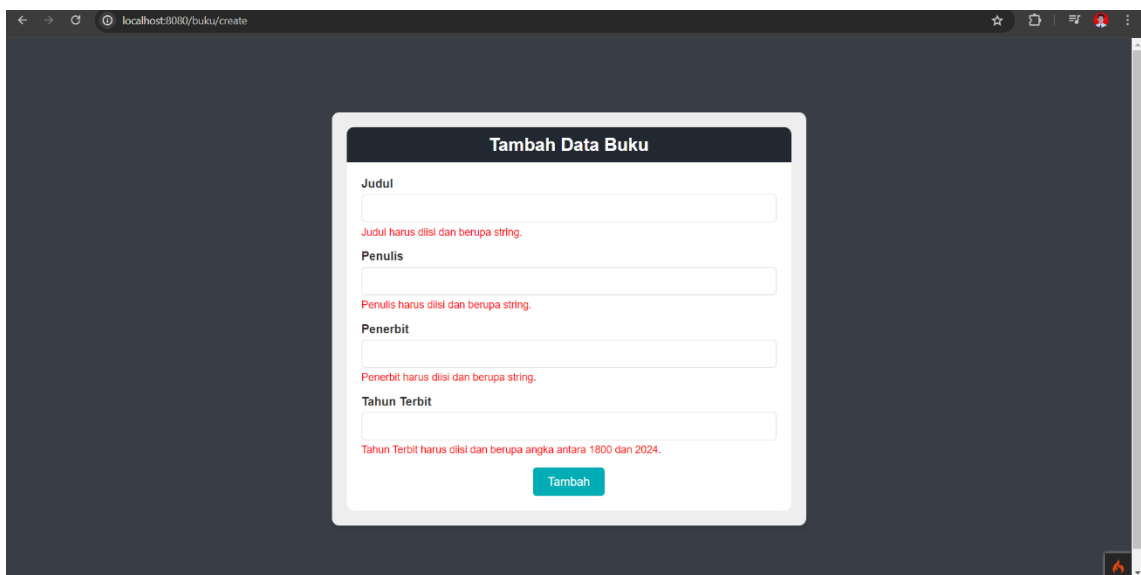 localhost:8080/buku/create
Tambah Data Buku
Judul
Judul harus diisi dan berupa string.
Penulis
Penulis harus diisi dan berupa string.
Penerbit
Penerbit harus diisi dan berupa string.
Tahun Terbit
Tahun Terbit harus diisi dan berupa angka antara 1800 dan 2024.
Tambah